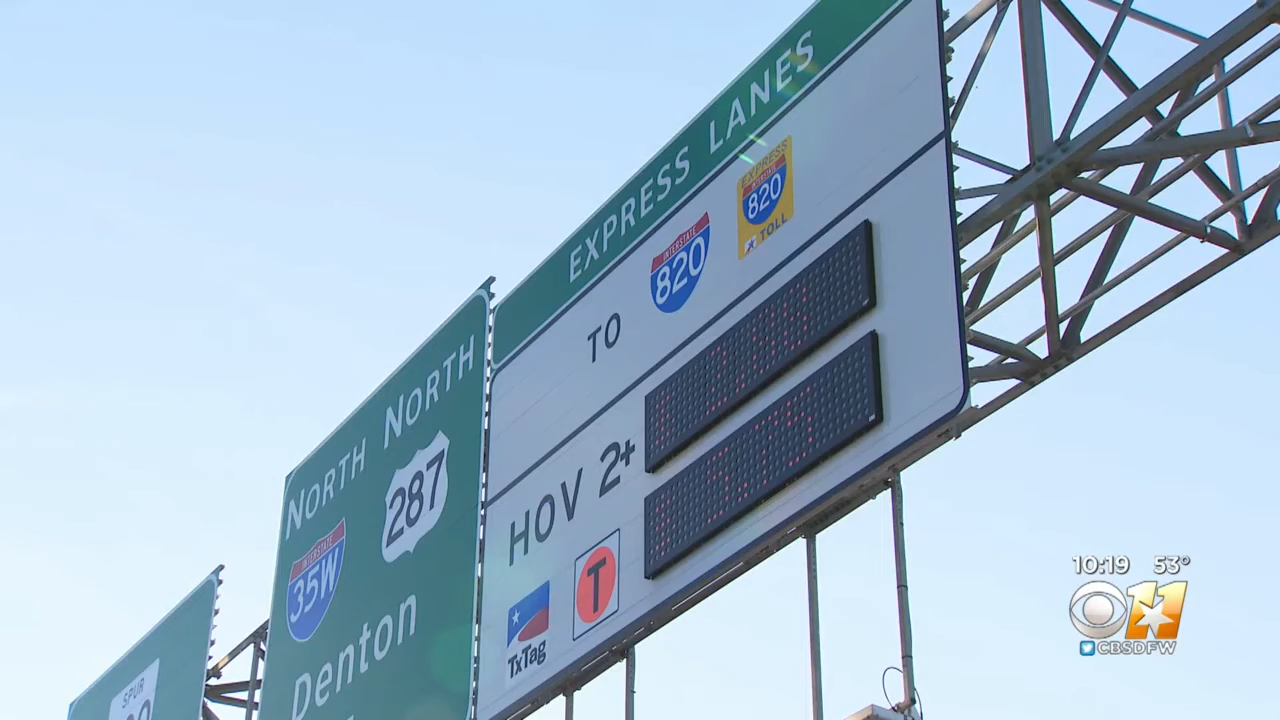 EXPRESS LANES
TO
INTERSTATE
820
EXPRESS
INTERSTATE
820
TOLL
HOV 2+
TxTag
T
NORTH NORTH
INTERSTATE
35W
287
Denton
SPUR
10:19 53°
11
@CBSDFW